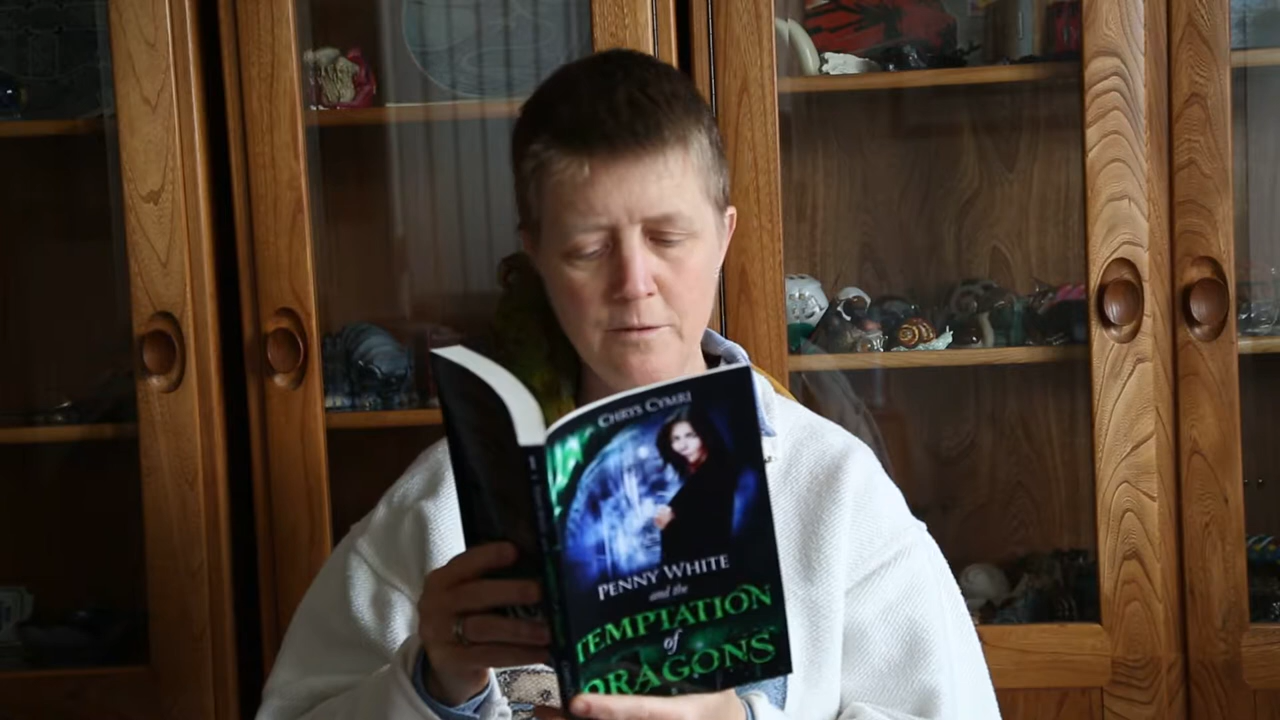 CHRYS CYMRI
PENNY WHITE
and the
TEMPTATION
of
DRAGONS